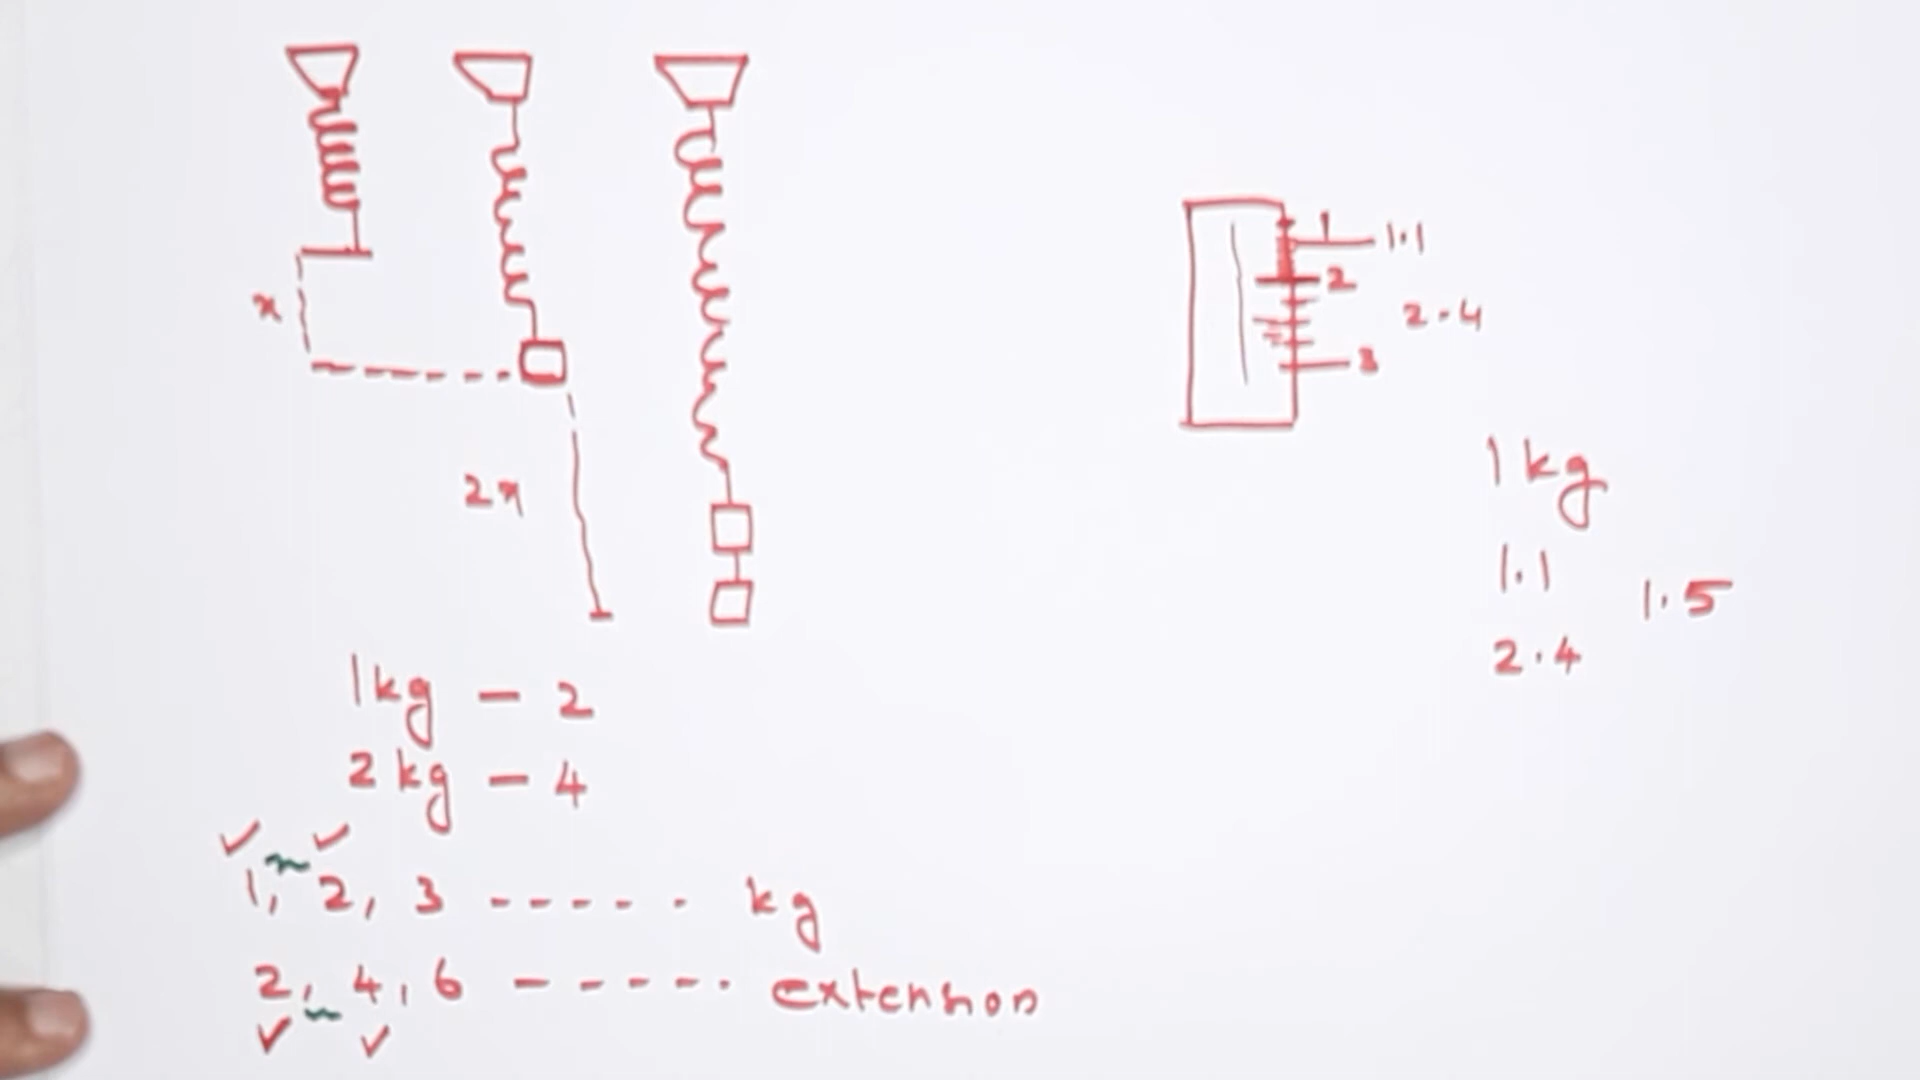 x
2x
1kg - 2
2kg - 4
1, 2, 3 ------ kg
2, 4, 6 ------ extension
1
1.1
2
2.4
3
1kg
1.1
1.5
2.4